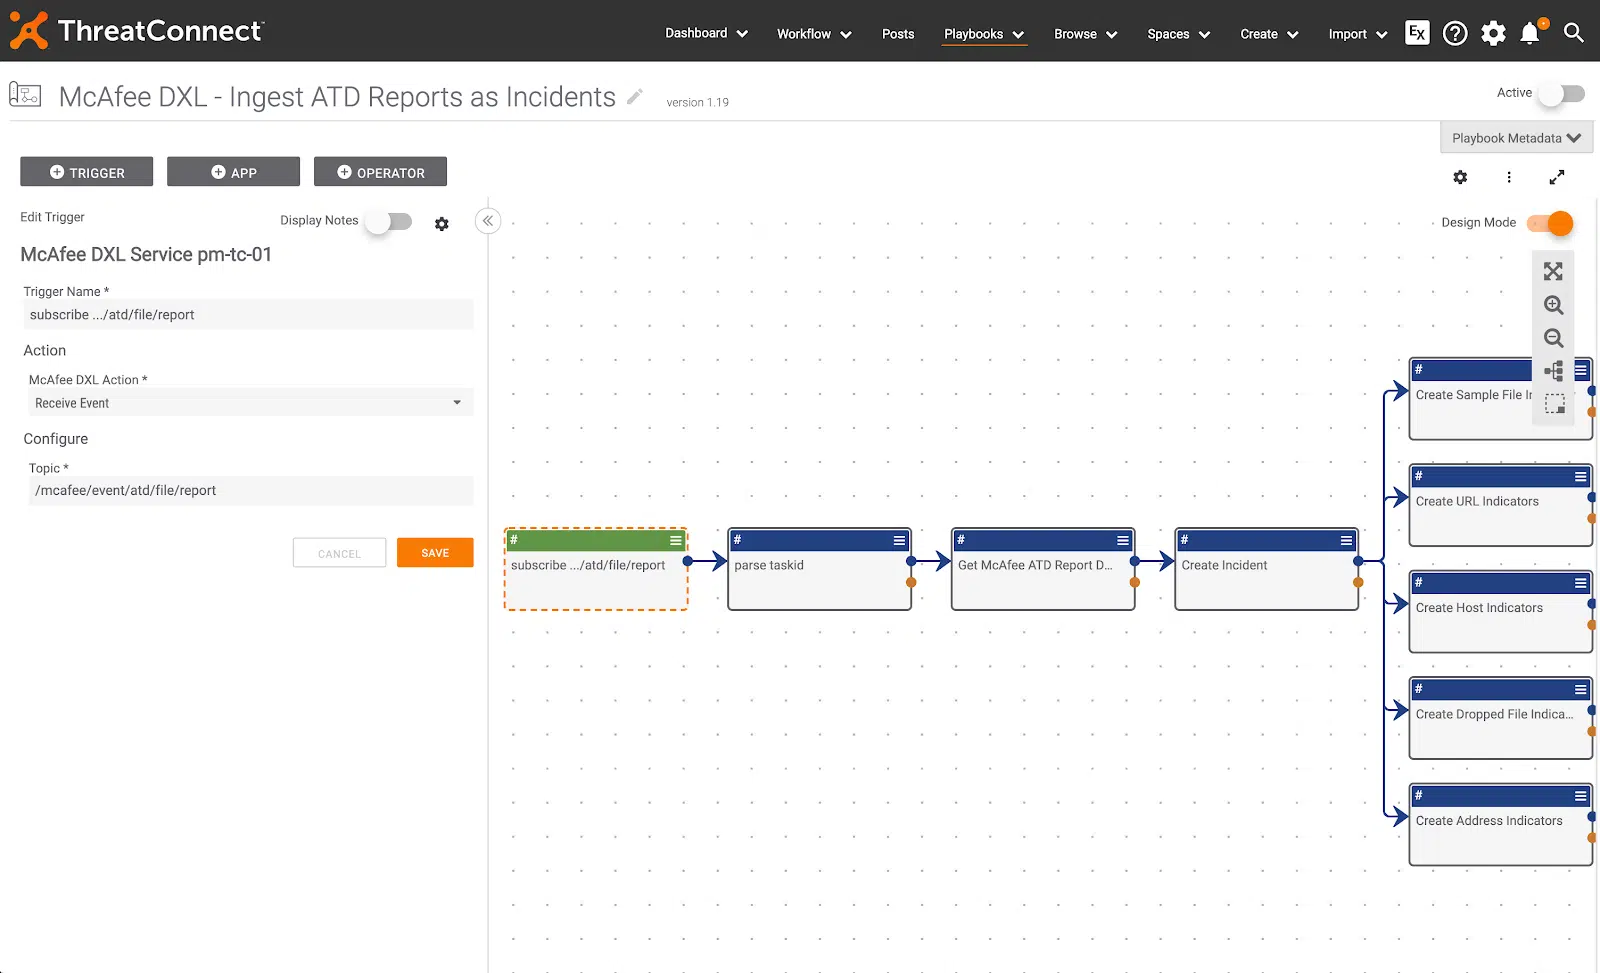 ThreatConnect
Dashboard Workflow Posts Playbooks Browse Spaces Create Import EX ?
McAfee DXL - Ingest ATD Reports as Incidents version 1.19
Active
Playbook Metadata
TRIGGER APP OPERATOR
Edit Trigger Display Notes
Design Mode
McAfee DXL Service pm-tc-01
Trigger Name *
subscribe .../atd/file/report
Action
McAfee DXL Action *
Receive Event
Configure
Topic *
/mcafee/event/atd/file/report
CANCEL SAVE
#
subscribe .../atd/file/report
#
parse taskid
#
Get McAfee ATD Report D...
#
Create Incident
#
Create Sample File
#
Create URL Indicators
#
Create Host Indicators
#
Create Dropped File Indica...
#
Create Address Indicators